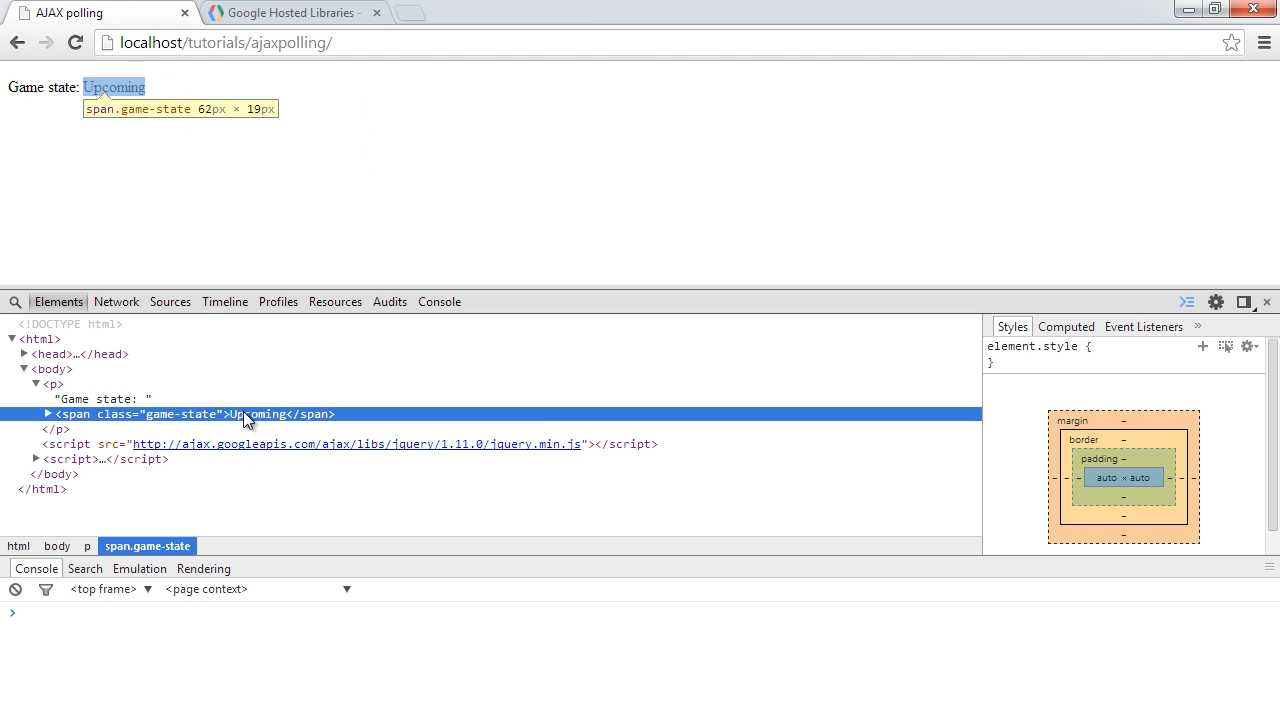 AJAX polling
Google Hosted Libraries -
localhost/tutorials/ajaxpolling/
Game state: Upcoming
span.game-state 62px × 19px
Elements Network Sources Timeline Profiles Resources Audits Console
<!DOCTYPE html>
<html>
<head>…</head>
<body>
<p>
"Game state: "
<span class="game-state">Upcoming</span>
</p>
<script src="http://ajax.googleapis.com/ajax/libs/jquery/1.11.0/jquery.min.js"></script>
<script>…</script>
</body>
</html>
html body p span.game-state
Styles Computed Event Listeners »
element.style {
}
margin –
border –
padding –
– – – auto × auto – – –
–
–
–
Console Search Emulation Rendering
<top frame> ▼ <page context> ▼